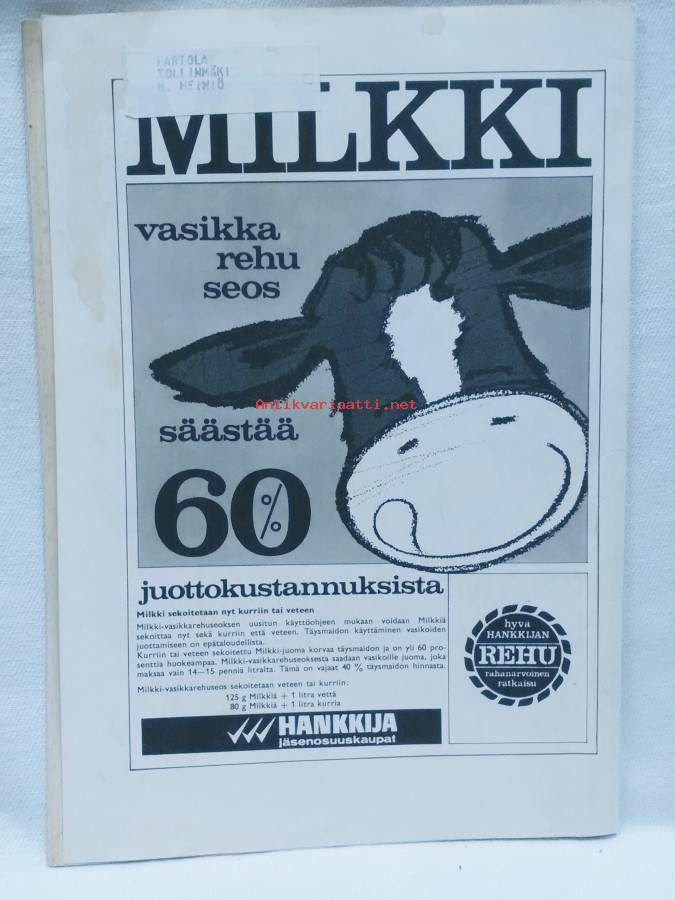 HARTOLA
TOLLINMÄKI
MILKKI
vasikka
rehu
seos
Antikvariaatti.net
säästää
60%
juottokustannuksista
Milkki sekoitetaan nyt kurriin tai veteen
Milkki-vasikkarehuseoksen uusitun käyttöohjeen mukaan voidaan Milkkiä
sekoittaa nyt sekä kurriin että veteen. Täysmaidon käyttäminen vasikoiden
juottamiseen on epätaloudellista.
Kurriin tai veteen sekoitettu Milkki-juoma korvaa täysmaidon ja on yli 60 pro-
senttia huokeampaa. Milkki-vasikkarehuseoksesta saadaan vasikoille juoma, joka
maksaa vain 14—15 penniä litralta. Tämä on vajaat 40 % täysmaidon hinnasta.
Milkki-vasikkarehuseos sekoitetaan veteen tai kurriin:
125 g Milkkiä + 1 litra vettä
80 g Milkkiä + 1 litra kurria
HANKKIJA
jäsenosuuskaupat
hyvä
HANKKIJAN
REHU
rahanarvoinen
ratkaisu